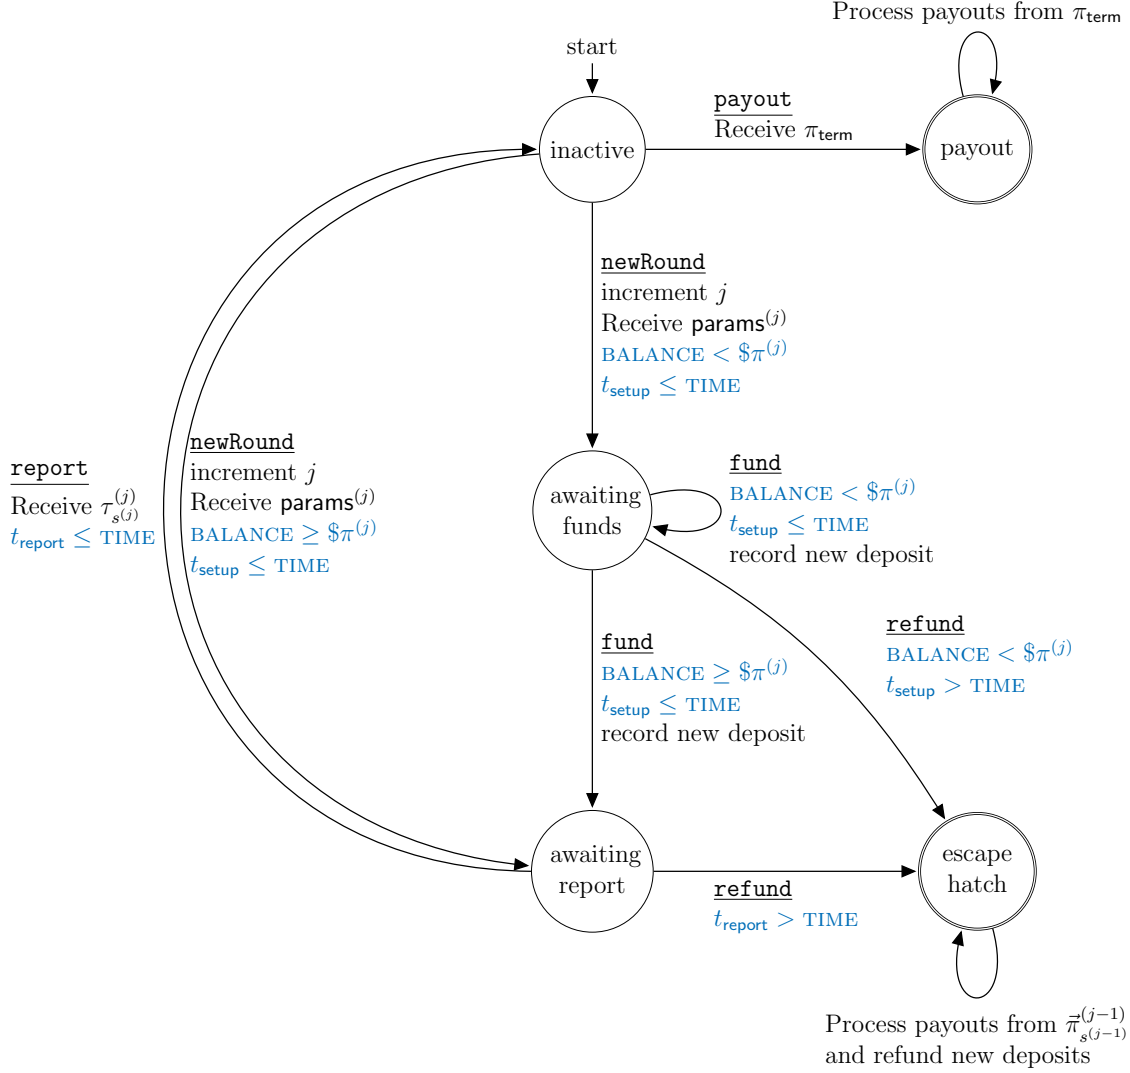 Process payouts from π_term
start
inactive
payout
Receive π_term
payout
newRound
increment j
Receive params^(j)
BALANCE < $π^(j)
t_setup ≤ TIME
report
Receive τ_{s^(j)}^(j)
t_report ≤ TIME
newRound
increment j
Receive params^(j)
BALANCE ≥ $π^(j)
t_setup ≤ TIME
awaiting
funds
fund
BALANCE < $π^(j)
t_setup ≤ TIME
record new deposit
fund
BALANCE ≥ $π^(j)
t_setup ≤ TIME
record new deposit
refund
BALANCE < $π^(j)
t_setup > TIME
awaiting
report
refund
t_report > TIME
escape
hatch
Process payouts from π⃗_{s^(j−1)}^(j−1)
and refund new deposits